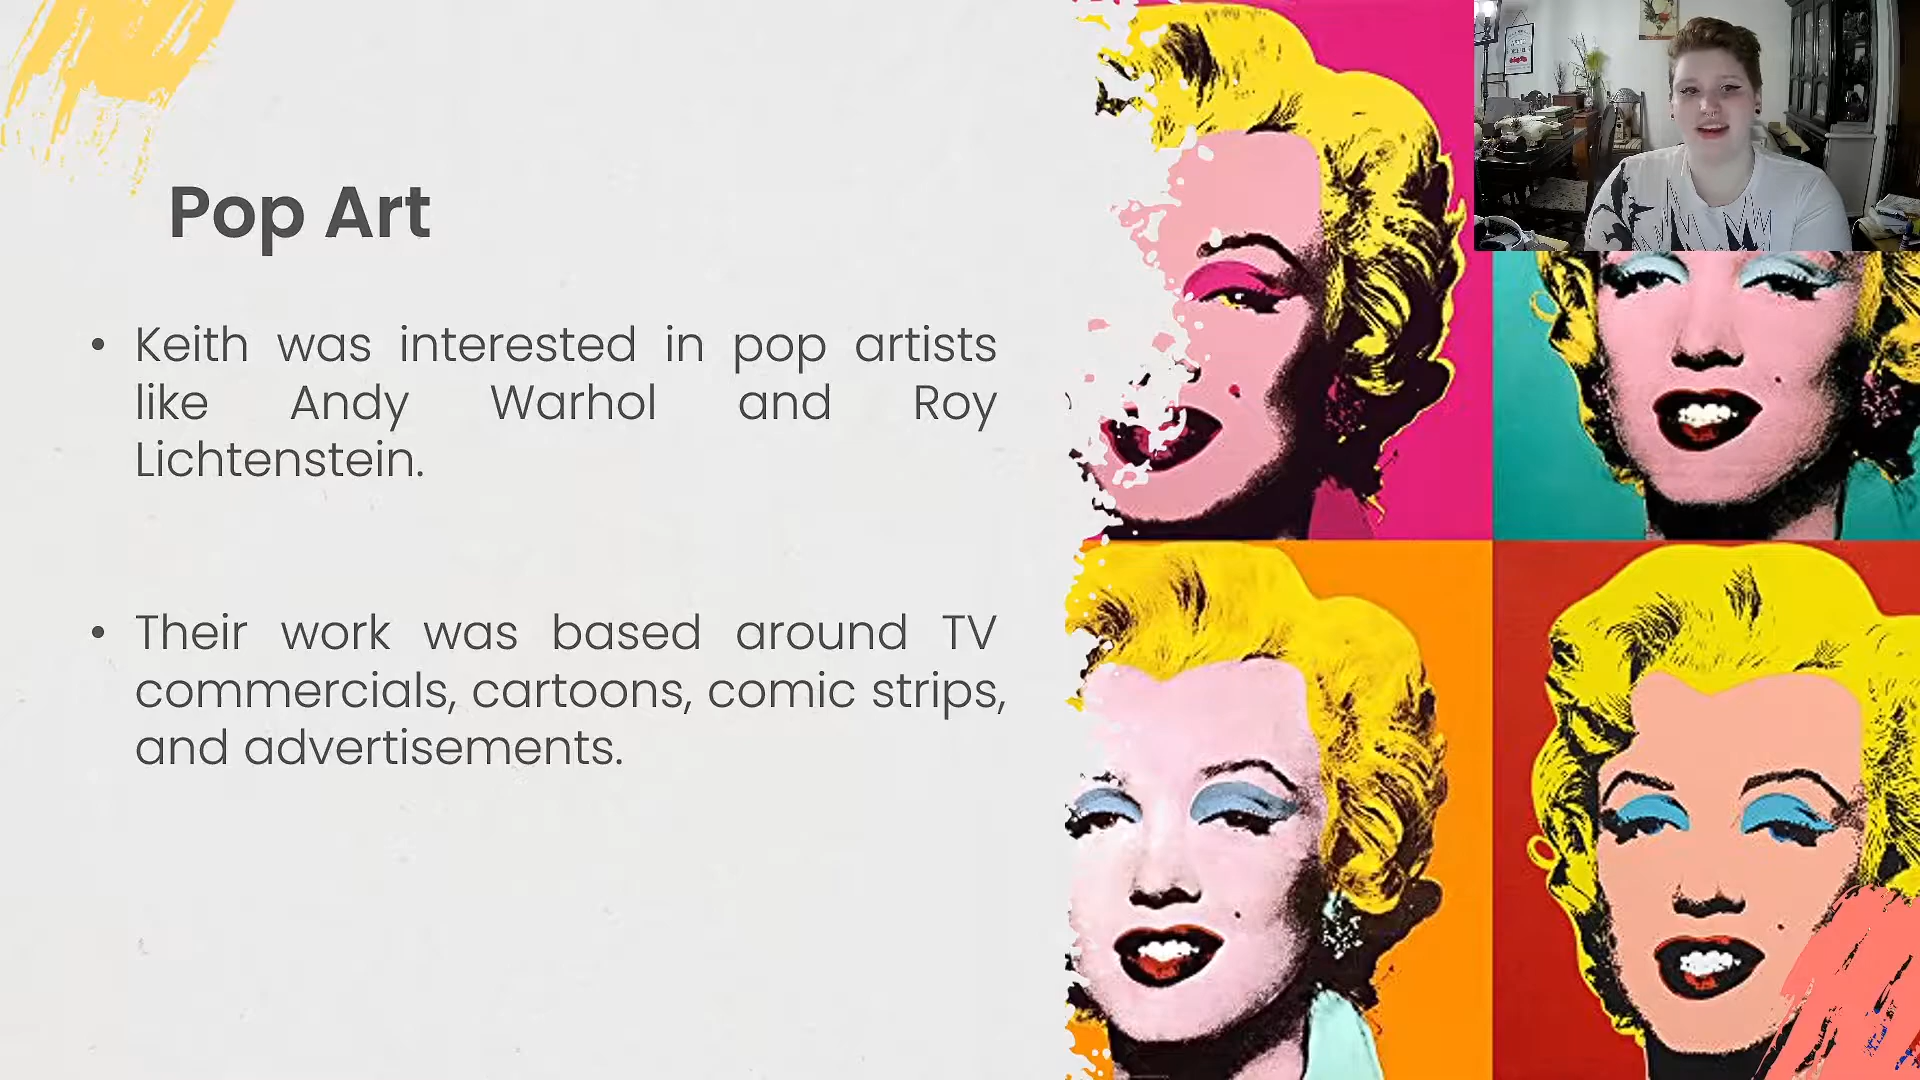 Pop Art
• Keith was interested in pop artists
like Andy Warhol and Roy
Lichtenstein.
• Their work was based around TV
commercials, cartoons, comic strips,
and advertisements.